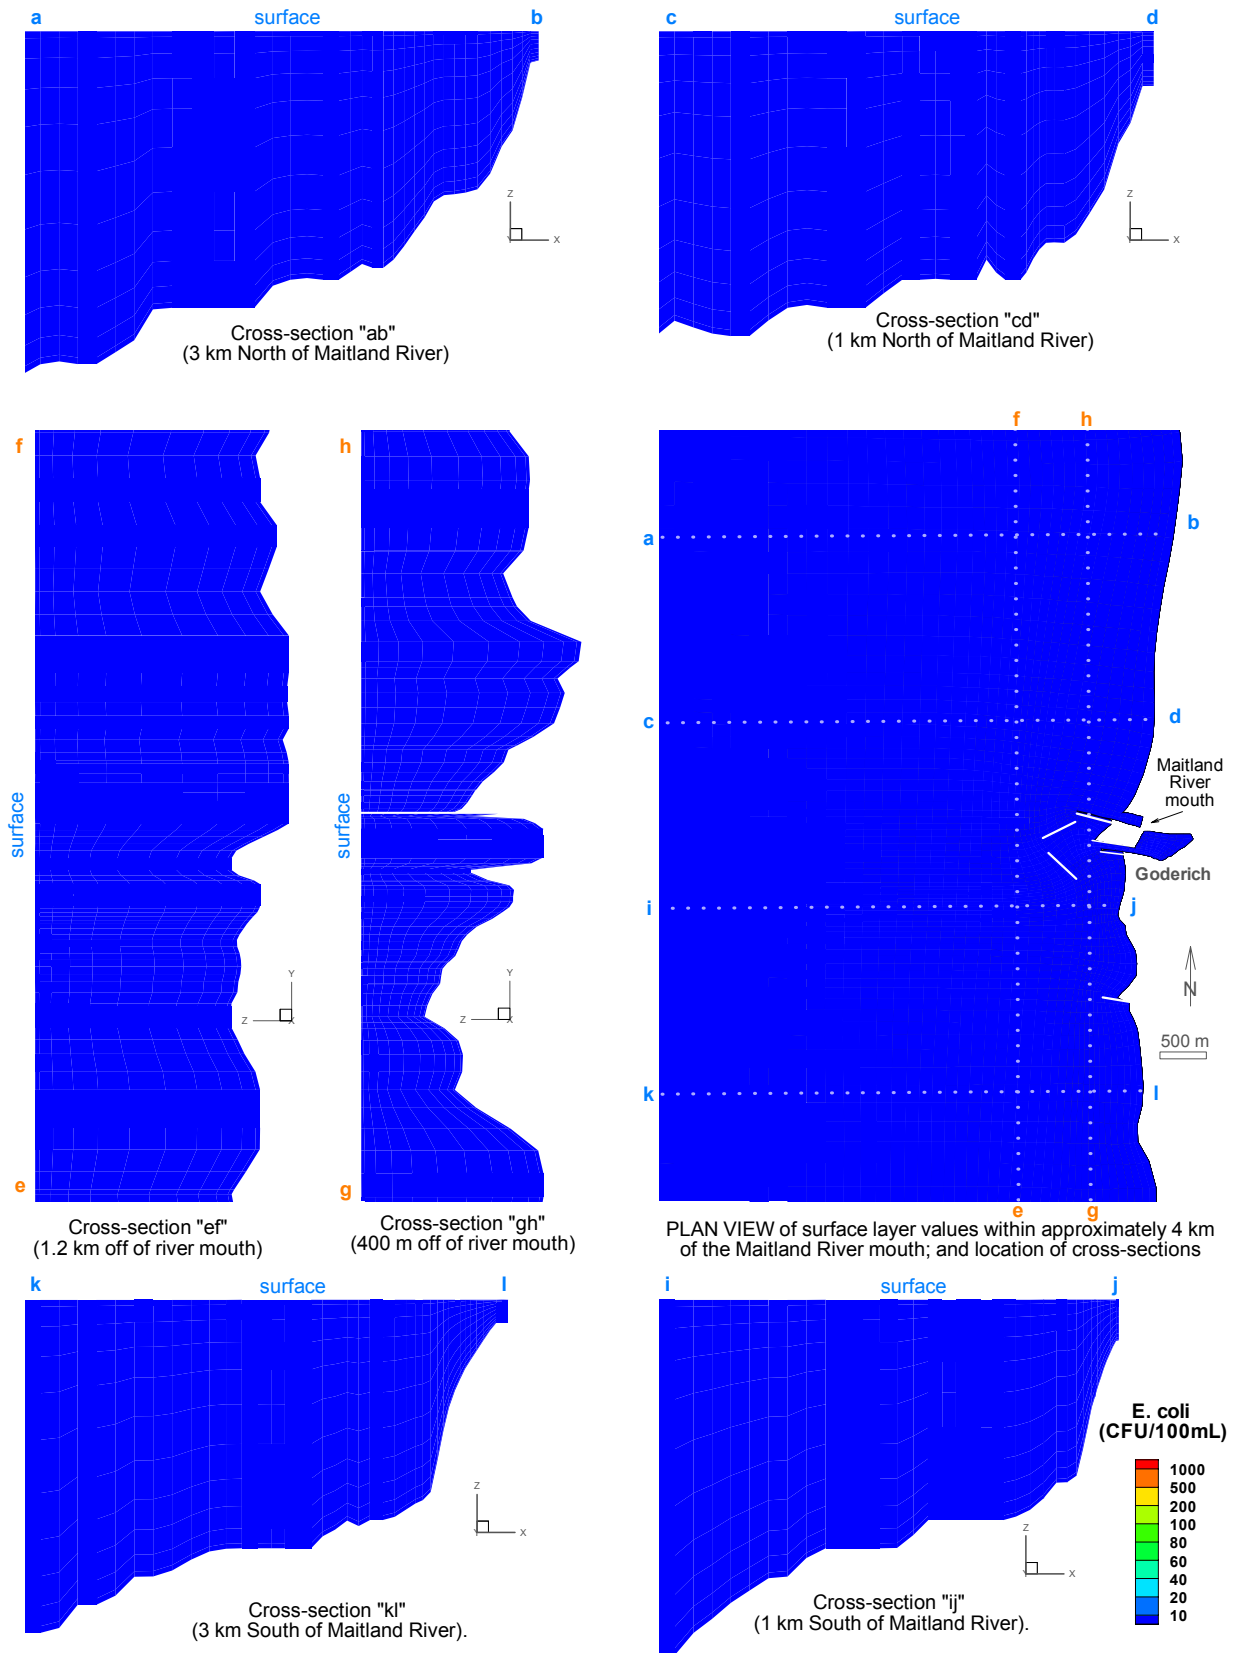 a surface b
c surface d
Z
X
Y
Z
X
Y
Cross-section "ab"
(3 km North of Maitland River)
Cross-section "cd"
(1 km North of Maitland River)
f
h
f h
a
b
c
d
Maitland
River
mouth
Goderich
i
j
N
500 m
k
l
surface
surface
Y
Z
X
Y
Z
X
e
g
e g
Cross-section "ef"
(1.2 km off of river mouth)
Cross-section "gh"
(400 m off of river mouth)
PLAN VIEW of surface layer values within approximately 4 km
of the Maitland River mouth; and location of cross-sections
k surface l
i surface j
Z
X
Y
Z
X
Y
Cross-section "kl"
(3 km South of Maitland River).
Cross-section "ij"
(1 km South of Maitland River).
E. coli
(CFU/100mL)
1000
500
200
100
80
60
40
20
10